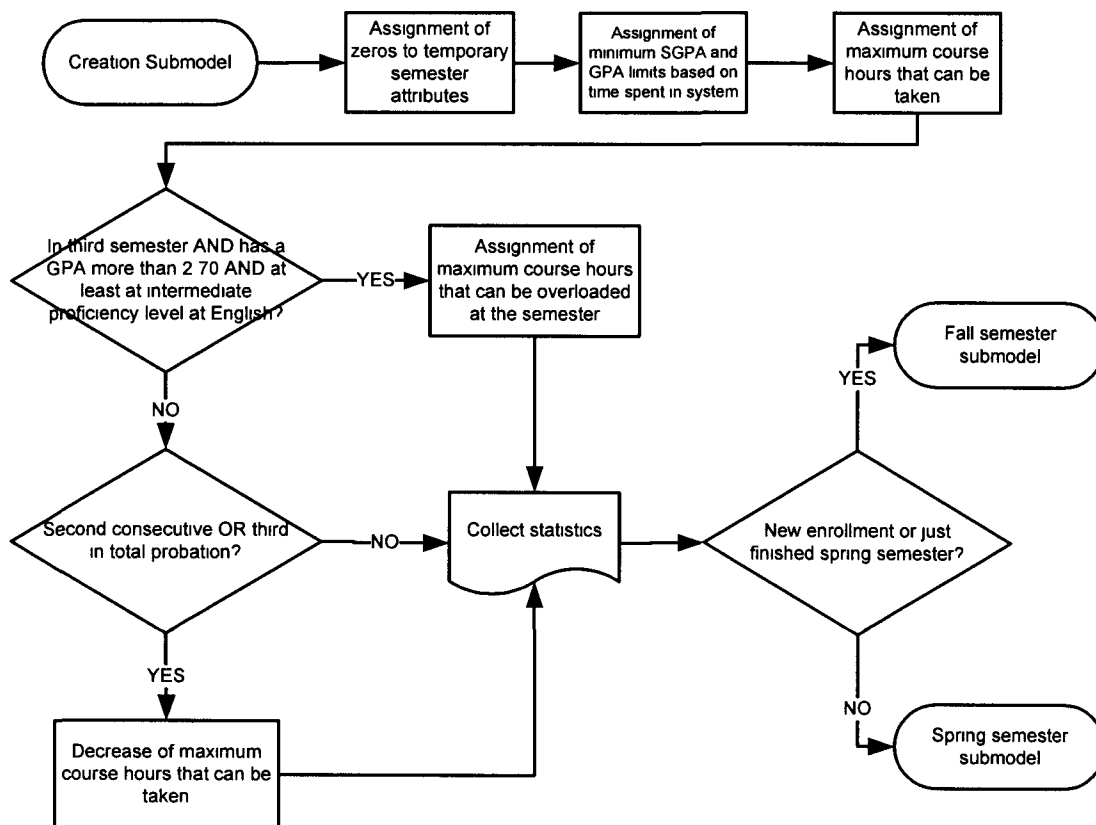 Creation Submodel
Assignment of
zeros to temporary
semester
attributes
Assignment of
minimum SGPA and
GPA limits based on
time spent in system
Assignment of
maximum course
hours that can be
taken
In third semester AND has a
GPA more than 2 70 AND at
least at intermediate
proficiency level at English?
YES
Assignment of
maximum course hours
that can be overloaded
at the semester
NO
Second consecutive OR third
in total probation?
NO
Collect statistics
New enrollment or just
finished spring semester?
YES
Fall semester
submodel
YES
Decrease of maximum
course hours that can be
taken
NO
Spring semester
submodel